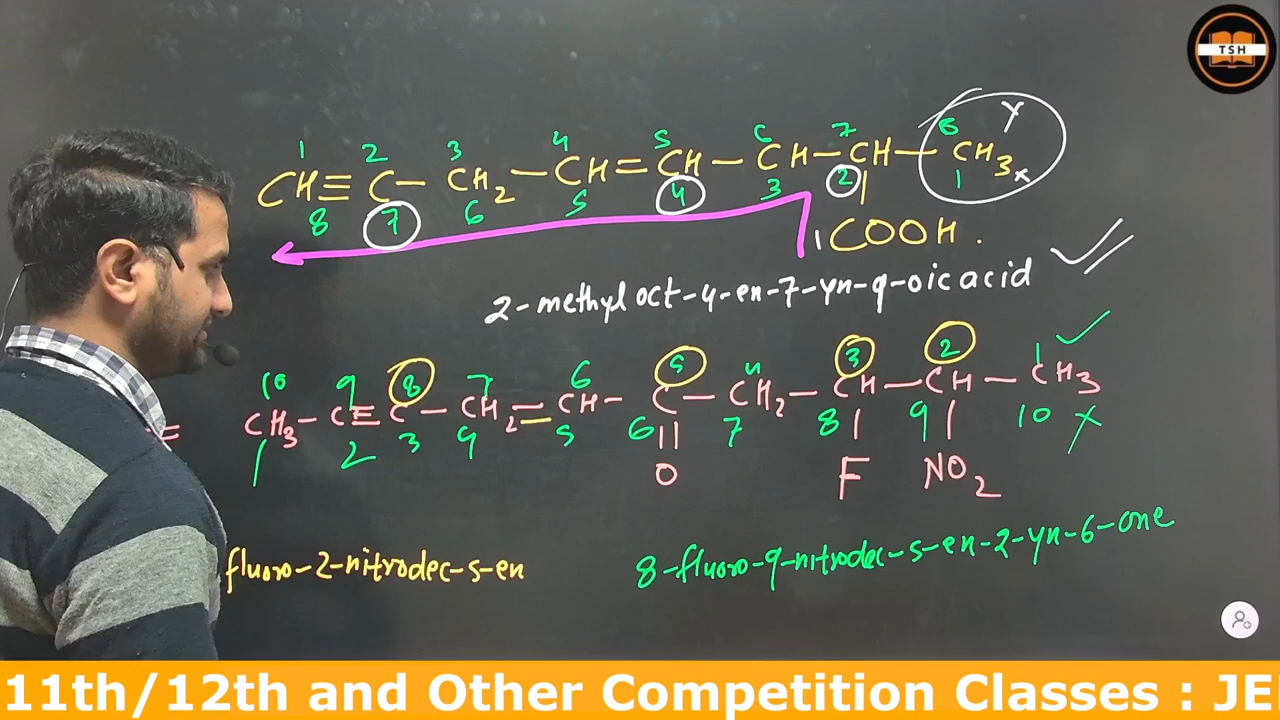 TSH
1 2 3 4 5 6 7 8
CH≡C-CH2-CH=CH-CH-CH-CH3
8 7 6 5 4 3 2 1
1COOH.
2-methyl oct-4-en-7-yn-9-oic acid
10 9 8 7 6 5 4 3 2 1
CH3-C≡C-CH2-CH-C-CH2-CH-CH-CH3
1 2 3 4 5 6 7 8 9 10
O F NO2
fluoro-2-nitrodec-5-en
8-fluoro-9-nitrodec-5-en-2-yn-6-one
11th/12th and Other Competition Classes : JE